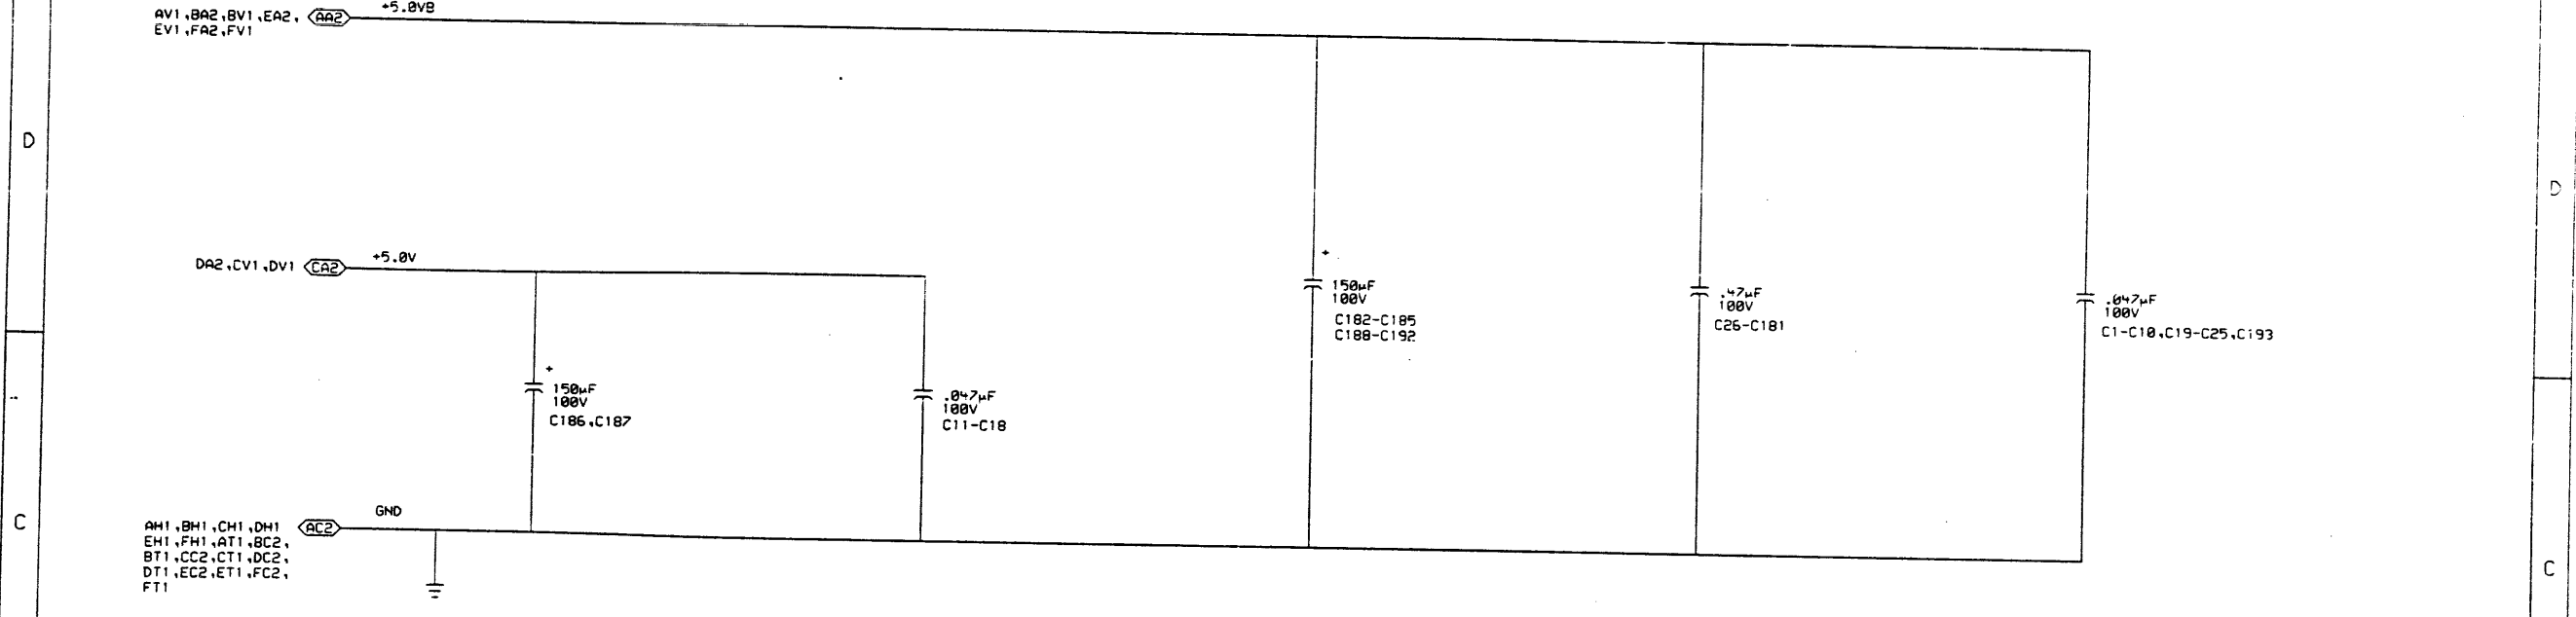 +5.0VB
AV1,BA2,BV1,EA2, AA2
EV1,FA2,FV1
D
D
+5.0V
DA2,CV1,DV1 CA2
+
150µF
100V
C182-C185
C188-C192
.47µF
100V
C26-C181
.047µF
100V
C1-C10,C19-C25,C193
+
150µF
100V
C186,C187
.047µF
100V
C11-C18
GND
C
AH1,BH1,CH1,DH1 AC2
EH1,FH1,AT1,BC2,
BT1,CC2,CT1,DC2,
DT1,EC2,ET1,FC2,
FT1
C